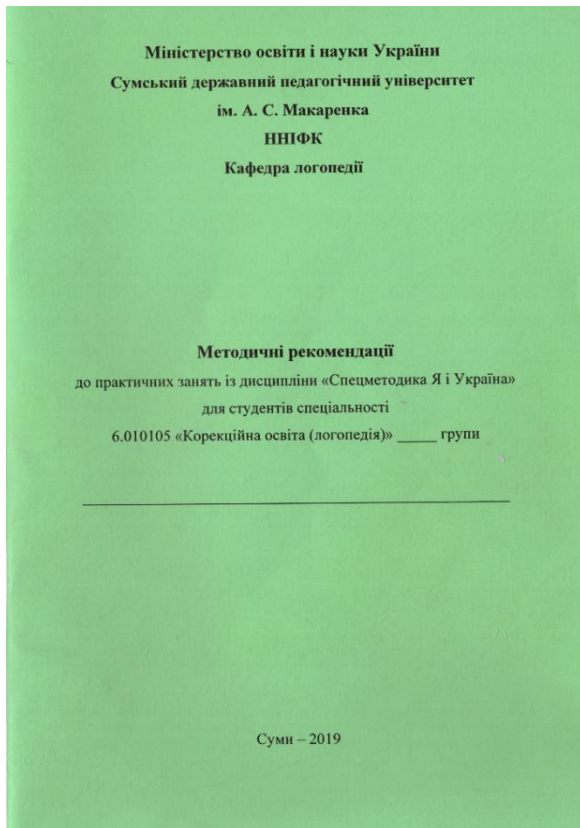 Міністерство освіти і науки України
Сумський державний педагогічний університет
ім. А. С. Макаренка
ННІФК
Кафедра логопедії
Методичні рекомендації
до практичних занять із дисципліни «Спецметодика Я і Україна»
для студентів спеціальності
6.010105 «Корекційна освіта (логопедія)» _____ групи
Суми – 2019